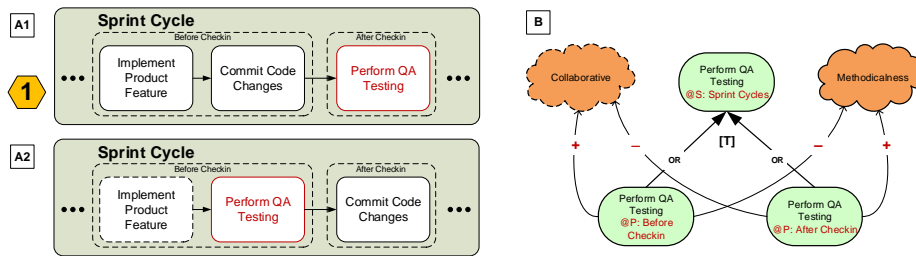 A1
Sprint Cycle
Before Checkin
After Checkin
Implement
Product
Feature
Commit Code
Changes
Perform QA
Testing
1
A2
Sprint Cycle
Before Checkin
After Checkin
Implement
Product
Feature
Perform QA
Testing
Commit Code
Changes
B
Collaborative
Perform QA
Testing
@S: Sprint Cycles
Methodicalness
[T]
+
−
OR
OR
−
+
Perform QA
Testing
@P: Before
Checkin
Perform QA
Testing
@P: After Checkin